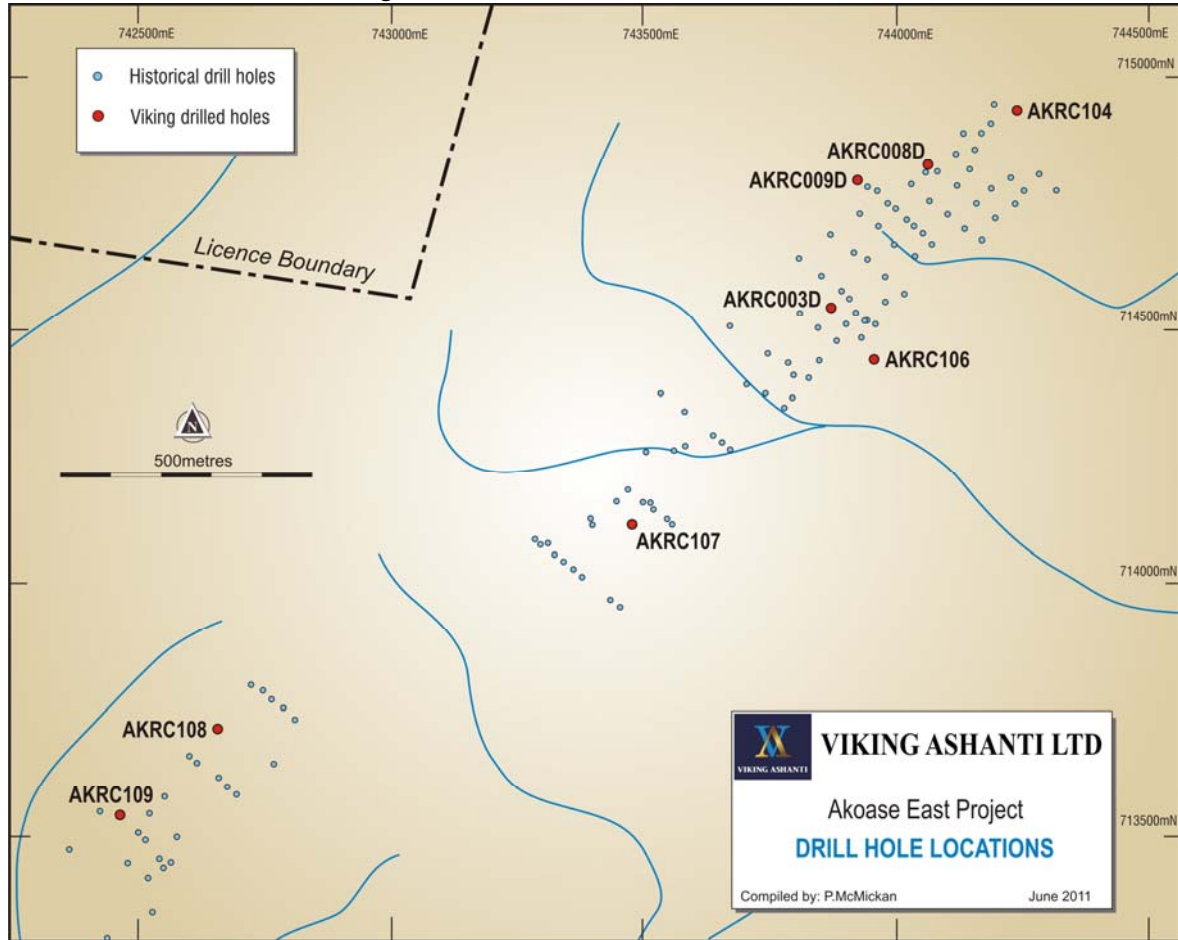 742500mE
743000mE
743500mE
744000mE
744500mE
715000mN
Historical drill holes
Viking drilled holes
AKRC104
AKRC008D
AKRC009D
Licence Boundary
AKRC003D
714500mN
AKRC106
N
500metres
AKRC107
714000mN
AKRC108
AKRC109
713500mN
VIKING ASHANTI
VIKING ASHANTI LTD
Akoase East Project
DRILL HOLE LOCATIONS
Compiled by: P.McMickan June 2011